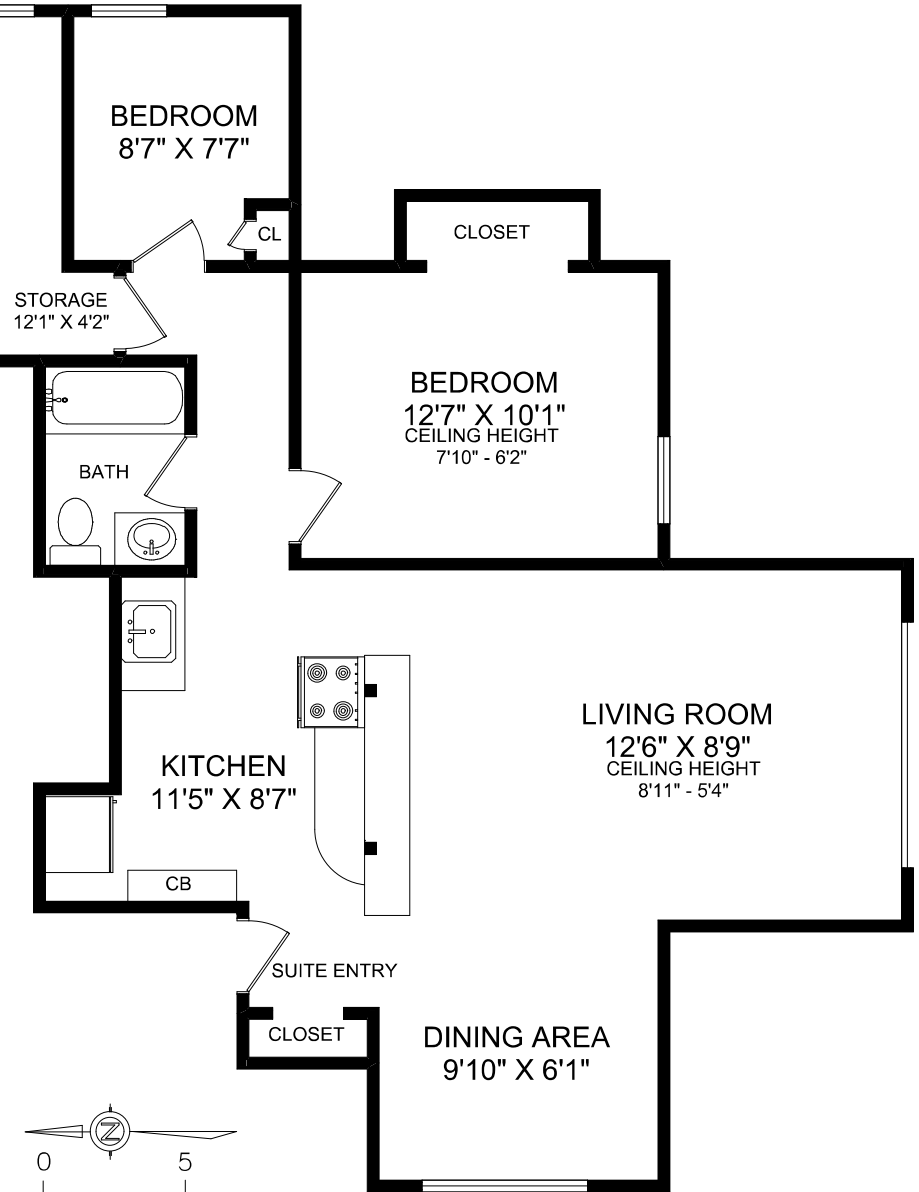 BEDROOM
8'7" X 7'7"
CL
CLOSET
STORAGE
12'1" X 4'2"
BEDROOM
12'7" X 10'1"
CEILING HEIGHT
7'10" - 6'2"
BATH
LIVING ROOM
12'6" X 8'9"
CEILING HEIGHT
8'11" - 5'4"
KITCHEN
11'5" X 8'7"
CB
SUITE ENTRY
CLOSET
DINING AREA
9'10" X 6'1"
N
0 5